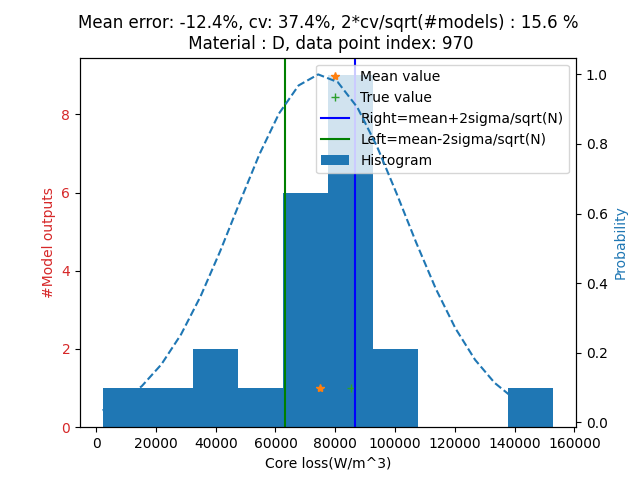 Mean error: -12.4%, cv: 37.4%, 2*cv/sqrt(#models) : 15.6 %
Material : D, data point index: 970
Mean value
True value
Right=mean+2sigma/sqrt(N)
Left=mean-2sigma/sqrt(N)
Histogram
#Model outputs
8
6
4
2
0
1.0
0.8
0.6
0.4
0.2
0.0
Probability
0 20000 40000 60000 80000 100000 120000 140000 160000
Core loss(W/m^3)